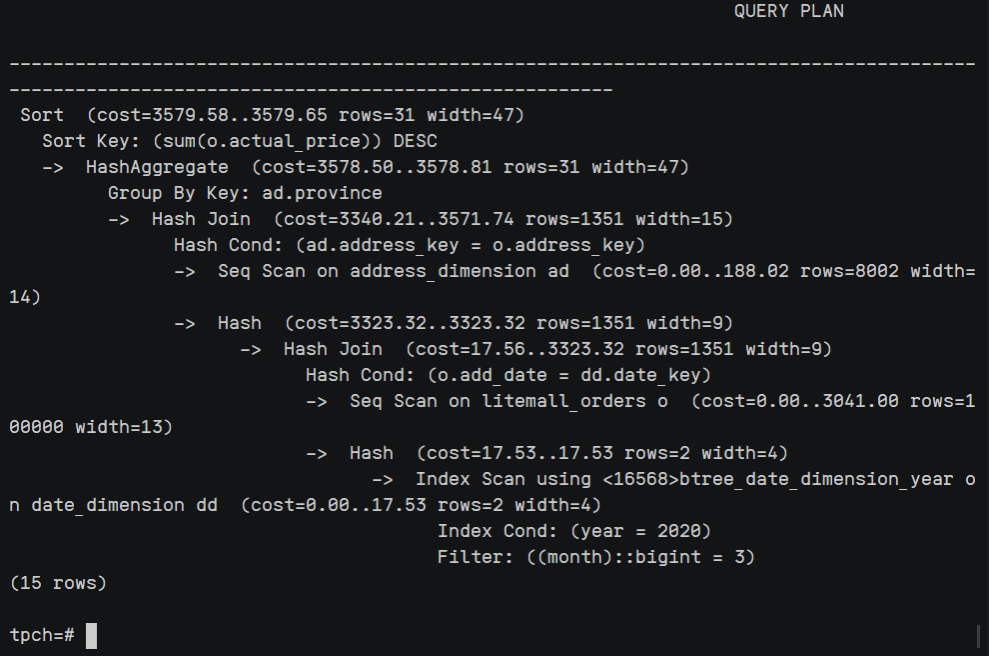 QUERY PLAN
----------------------------------------------------------------------------------------
-------------------------------------------------------
Sort  (cost=3579.58..3579.65 rows=31 width=47)
Sort Key: (sum(o.actual_price)) DESC
->  HashAggregate  (cost=3578.50..3578.81 rows=31 width=47)
Group By Key: ad.province
->  Hash Join  (cost=3340.21..3571.74 rows=1351 width=15)
Hash Cond: (ad.address_key = o.address_key)
->  Seq Scan on address_dimension ad  (cost=0.00..188.02 rows=8002 width=
14)
->  Hash  (cost=3323.32..3323.32 rows=1351 width=9)
->  Hash Join  (cost=17.56..3323.32 rows=1351 width=9)
Hash Cond: (o.add_date = dd.date_key)
->  Seq Scan on litemall_orders o  (cost=0.00..3041.00 rows=1
00000 width=13)
->  Hash  (cost=17.53..17.53 rows=2 width=4)
->  Index Scan using <16568>btree_date_dimension_year o
n date_dimension dd  (cost=0.00..17.53 rows=2 width=4)
Index Cond: (year = 2020)
Filter: ((month)::bigint = 3)
(15 rows)
tpch=#